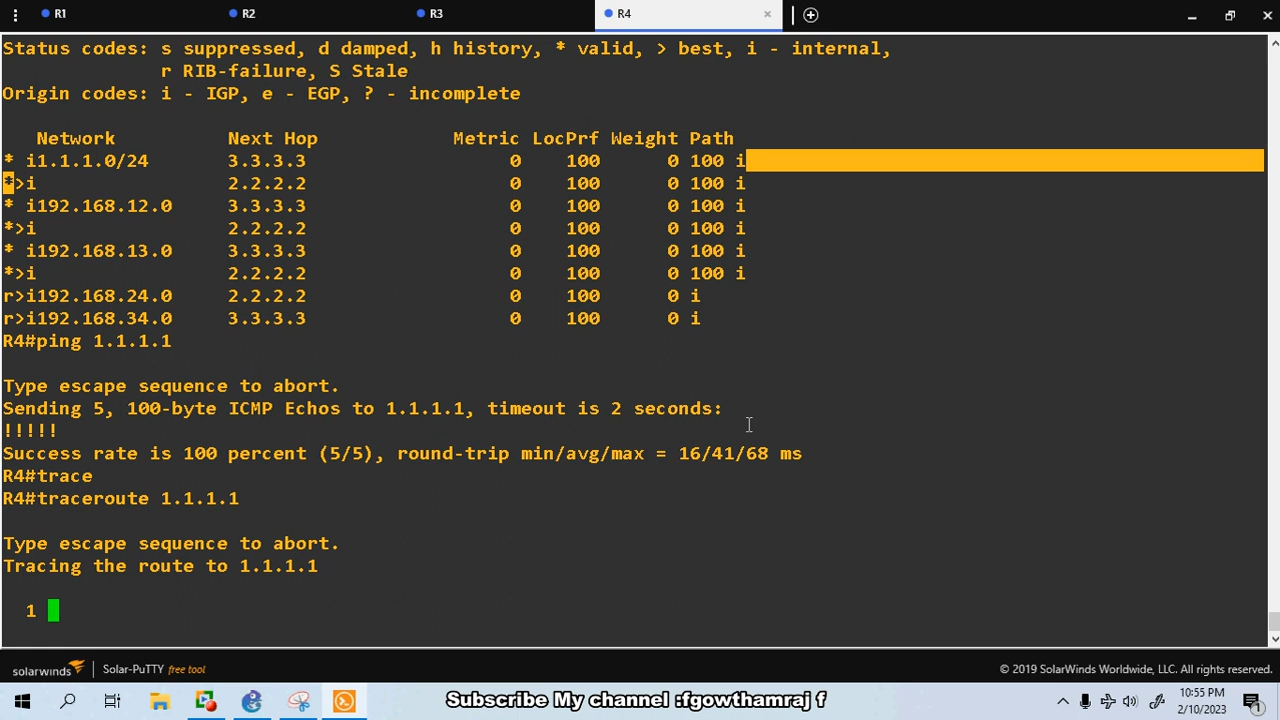 R1 R2 R3 R4
Status codes: s suppressed, d damped, h history, * valid, > best, i - internal,
r RIB-failure, S Stale
Origin codes: i - IGP, e - EGP, ? - incomplete
Network Next Hop Metric LocPrf Weight Path
* i1.1.1.0/24 3.3.3.3 0 100 0 100 i
*>i 2.2.2.2 0 100 0 100 i
* i192.168.12.0 3.3.3.3 0 100 0 100 i
*>i 2.2.2.2 0 100 0 100 i
* i192.168.13.0 3.3.3.3 0 100 0 100 i
*>i 2.2.2.2 0 100 0 100 i
r>i192.168.24.0 2.2.2.2 0 100 0 i
r>i192.168.34.0 3.3.3.3 0 100 0 i
R4#ping 1.1.1.1
Type escape sequence to abort.
Sending 5, 100-byte ICMP Echos to 1.1.1.1, timeout is 2 seconds:
!!!!!
Success rate is 100 percent (5/5), round-trip min/avg/max = 16/41/68 ms
R4#trace
R4#traceroute 1.1.1.1
Type escape sequence to abort.
Tracing the route to 1.1.1.1
1
solarwinds | Solar-PuTTY free tool © 2019 SolarWinds Worldwide, LLC. All rights reserved.
Subscribe My channel :fgowthamraj f
10:55 PM
2/10/2023
1